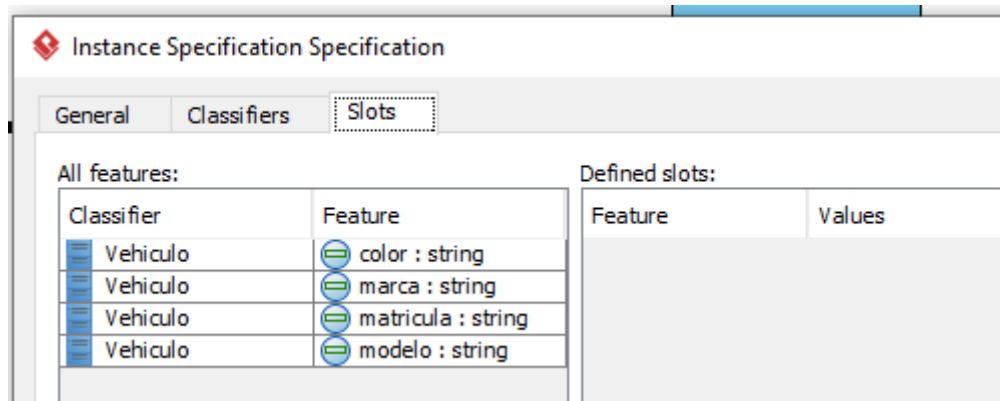 Instance Specification Specification
General Classifiers Slots
All features: Defined slots:
Classifier Feature Feature Values
Vehiculo color : string
Vehiculo marca : string
Vehiculo matricula : string
Vehiculo modelo : string